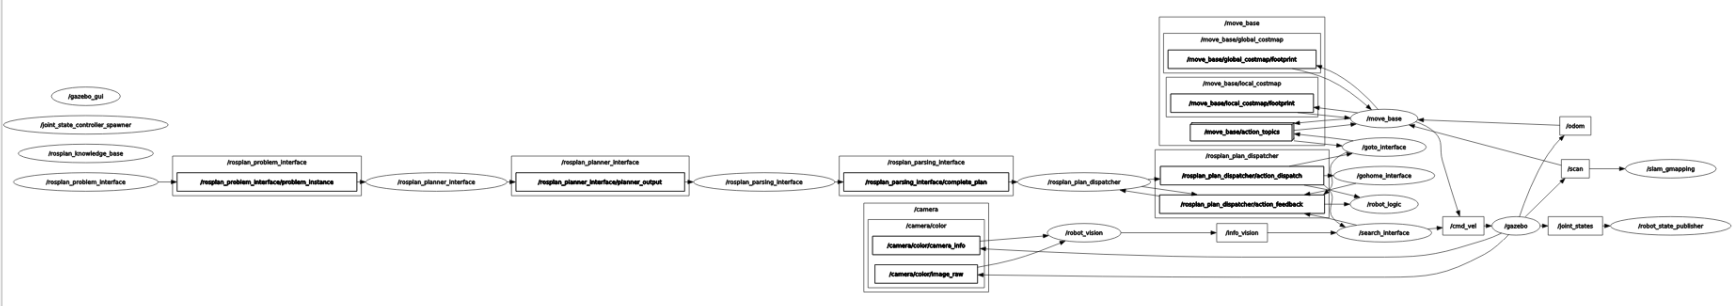 /gazebo_gui
/joint_state_controller_spawner
/rosplan_knowledge_base
/rosplan_problem_interface
/rosplan_problem_interface
/rosplan_problem_interface/problem_instance
/rosplan_planner_interface
/rosplan_planner_interface
/rosplan_planner_interface/planner_output
/rosplan_parsing_interface
/rosplan_parsing_interface
/rosplan_parsing_interface/complete_plan
/rosplan_plan_dispatcher
/camera
/camera/color
/camera/color/camera_info
/camera/color/image_raw
/robot_vision
/move_base
/move_base/global_costmap
/move_base/global_costmap/footprint
/move_base/local_costmap
/move_base/local_costmap/footprint
/move_base/action_topics
/rosplan_plan_dispatcher
/rosplan_plan_dispatcher/action_dispatch
/rosplan_plan_dispatcher/action_feedback
/info_vision
/move_base
/goto_interface
/gohome_interface
/robot_logic
/search_interface
/cmd_vel
/gazebo
/odom
/scan
/joint_states
/slam_gmapping
/robot_state_publisher